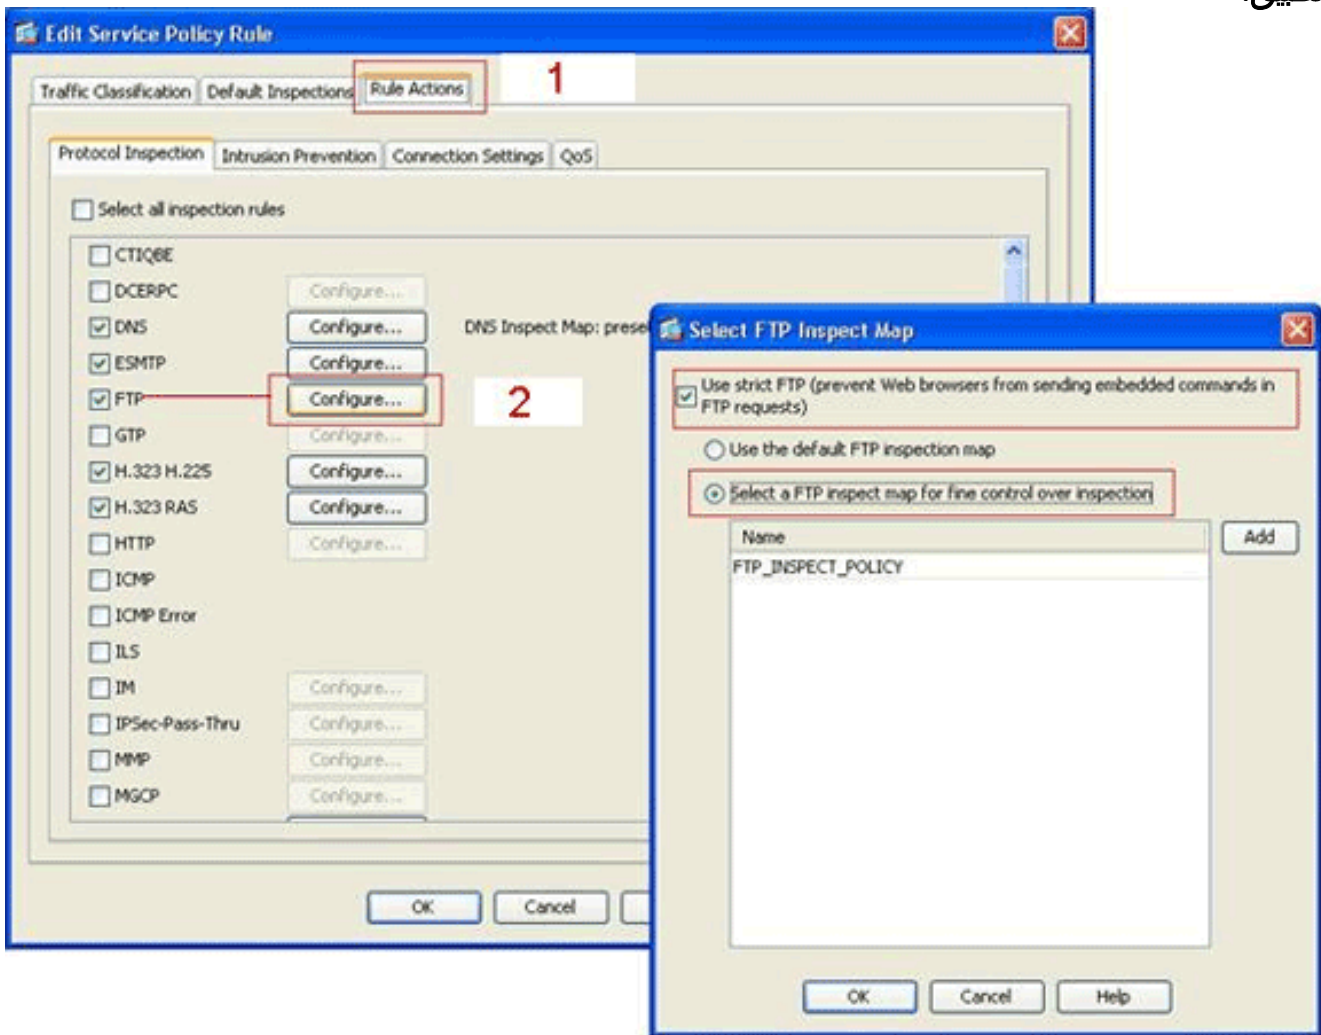 Edit Service Policy Rule
Traffic Classification Default Inspections Rule Actions 1
Protocol Inspection Intrusion Prevention Connection Settings QoS
Select all inspection rules
CTIQBE
DCERPC Configure...
DNS Configure... DNS Inspect Map:
ESMTP Configure...
FTP Configure... 2
GTP Configure...
H.323 H.225 Configure...
H.323 RAS Configure...
HTTP Configure...
ICMP
ICMP Error
ILS
IM Configure...
IPSec-Pass-Thru Configure...
MMP Configure...
MGCP Configure...
OK Cancel
Select FTP Inspect Map
Use strict FTP (prevent Web browsers from sending embedded commands in
FTP requests)
Use the default FTP inspection map
Select a FTP inspect map for fine control over inspection
Name Add
FTP_INSPECT_POLICY
OK Cancel Help